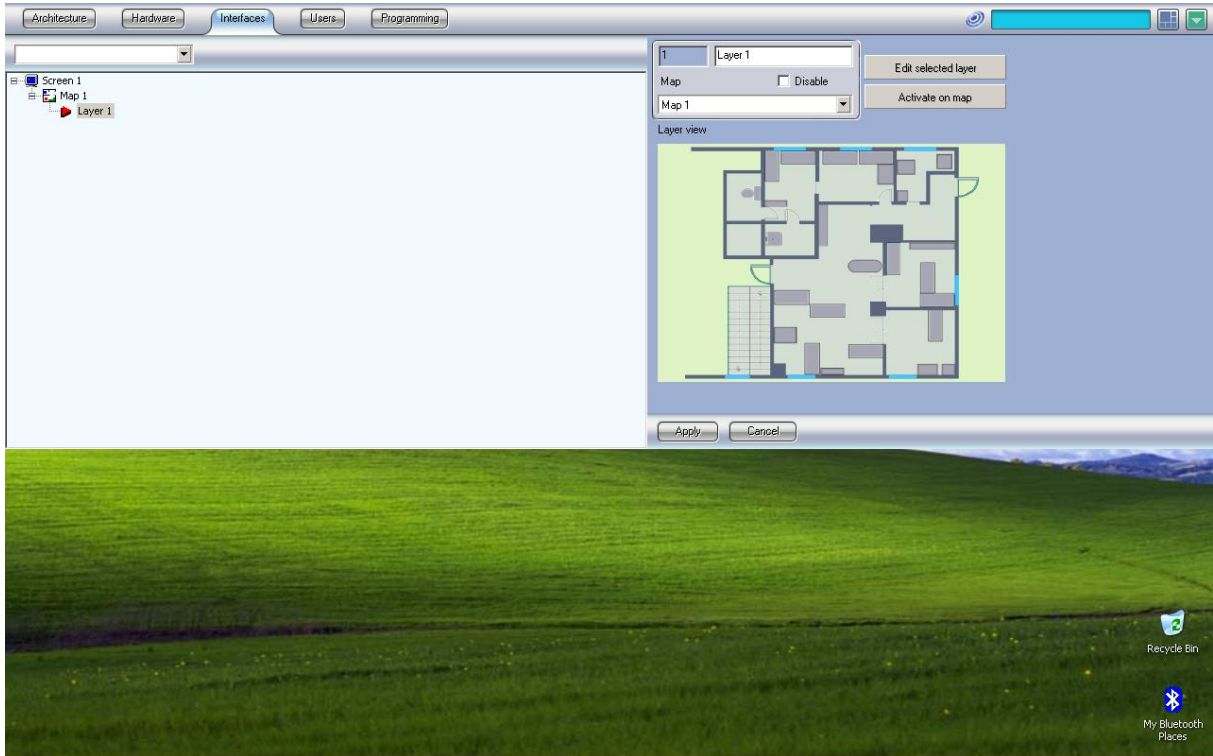 Architecture Hardware Interfaces Users Programming
1 Layer 1
Edit selected layer
Screen 1
Map Disable
Map 1
Activate on map
Layer 1
Map 1
Layer view
Apply Cancel
Recycle Bin
My Bluetooth
Places